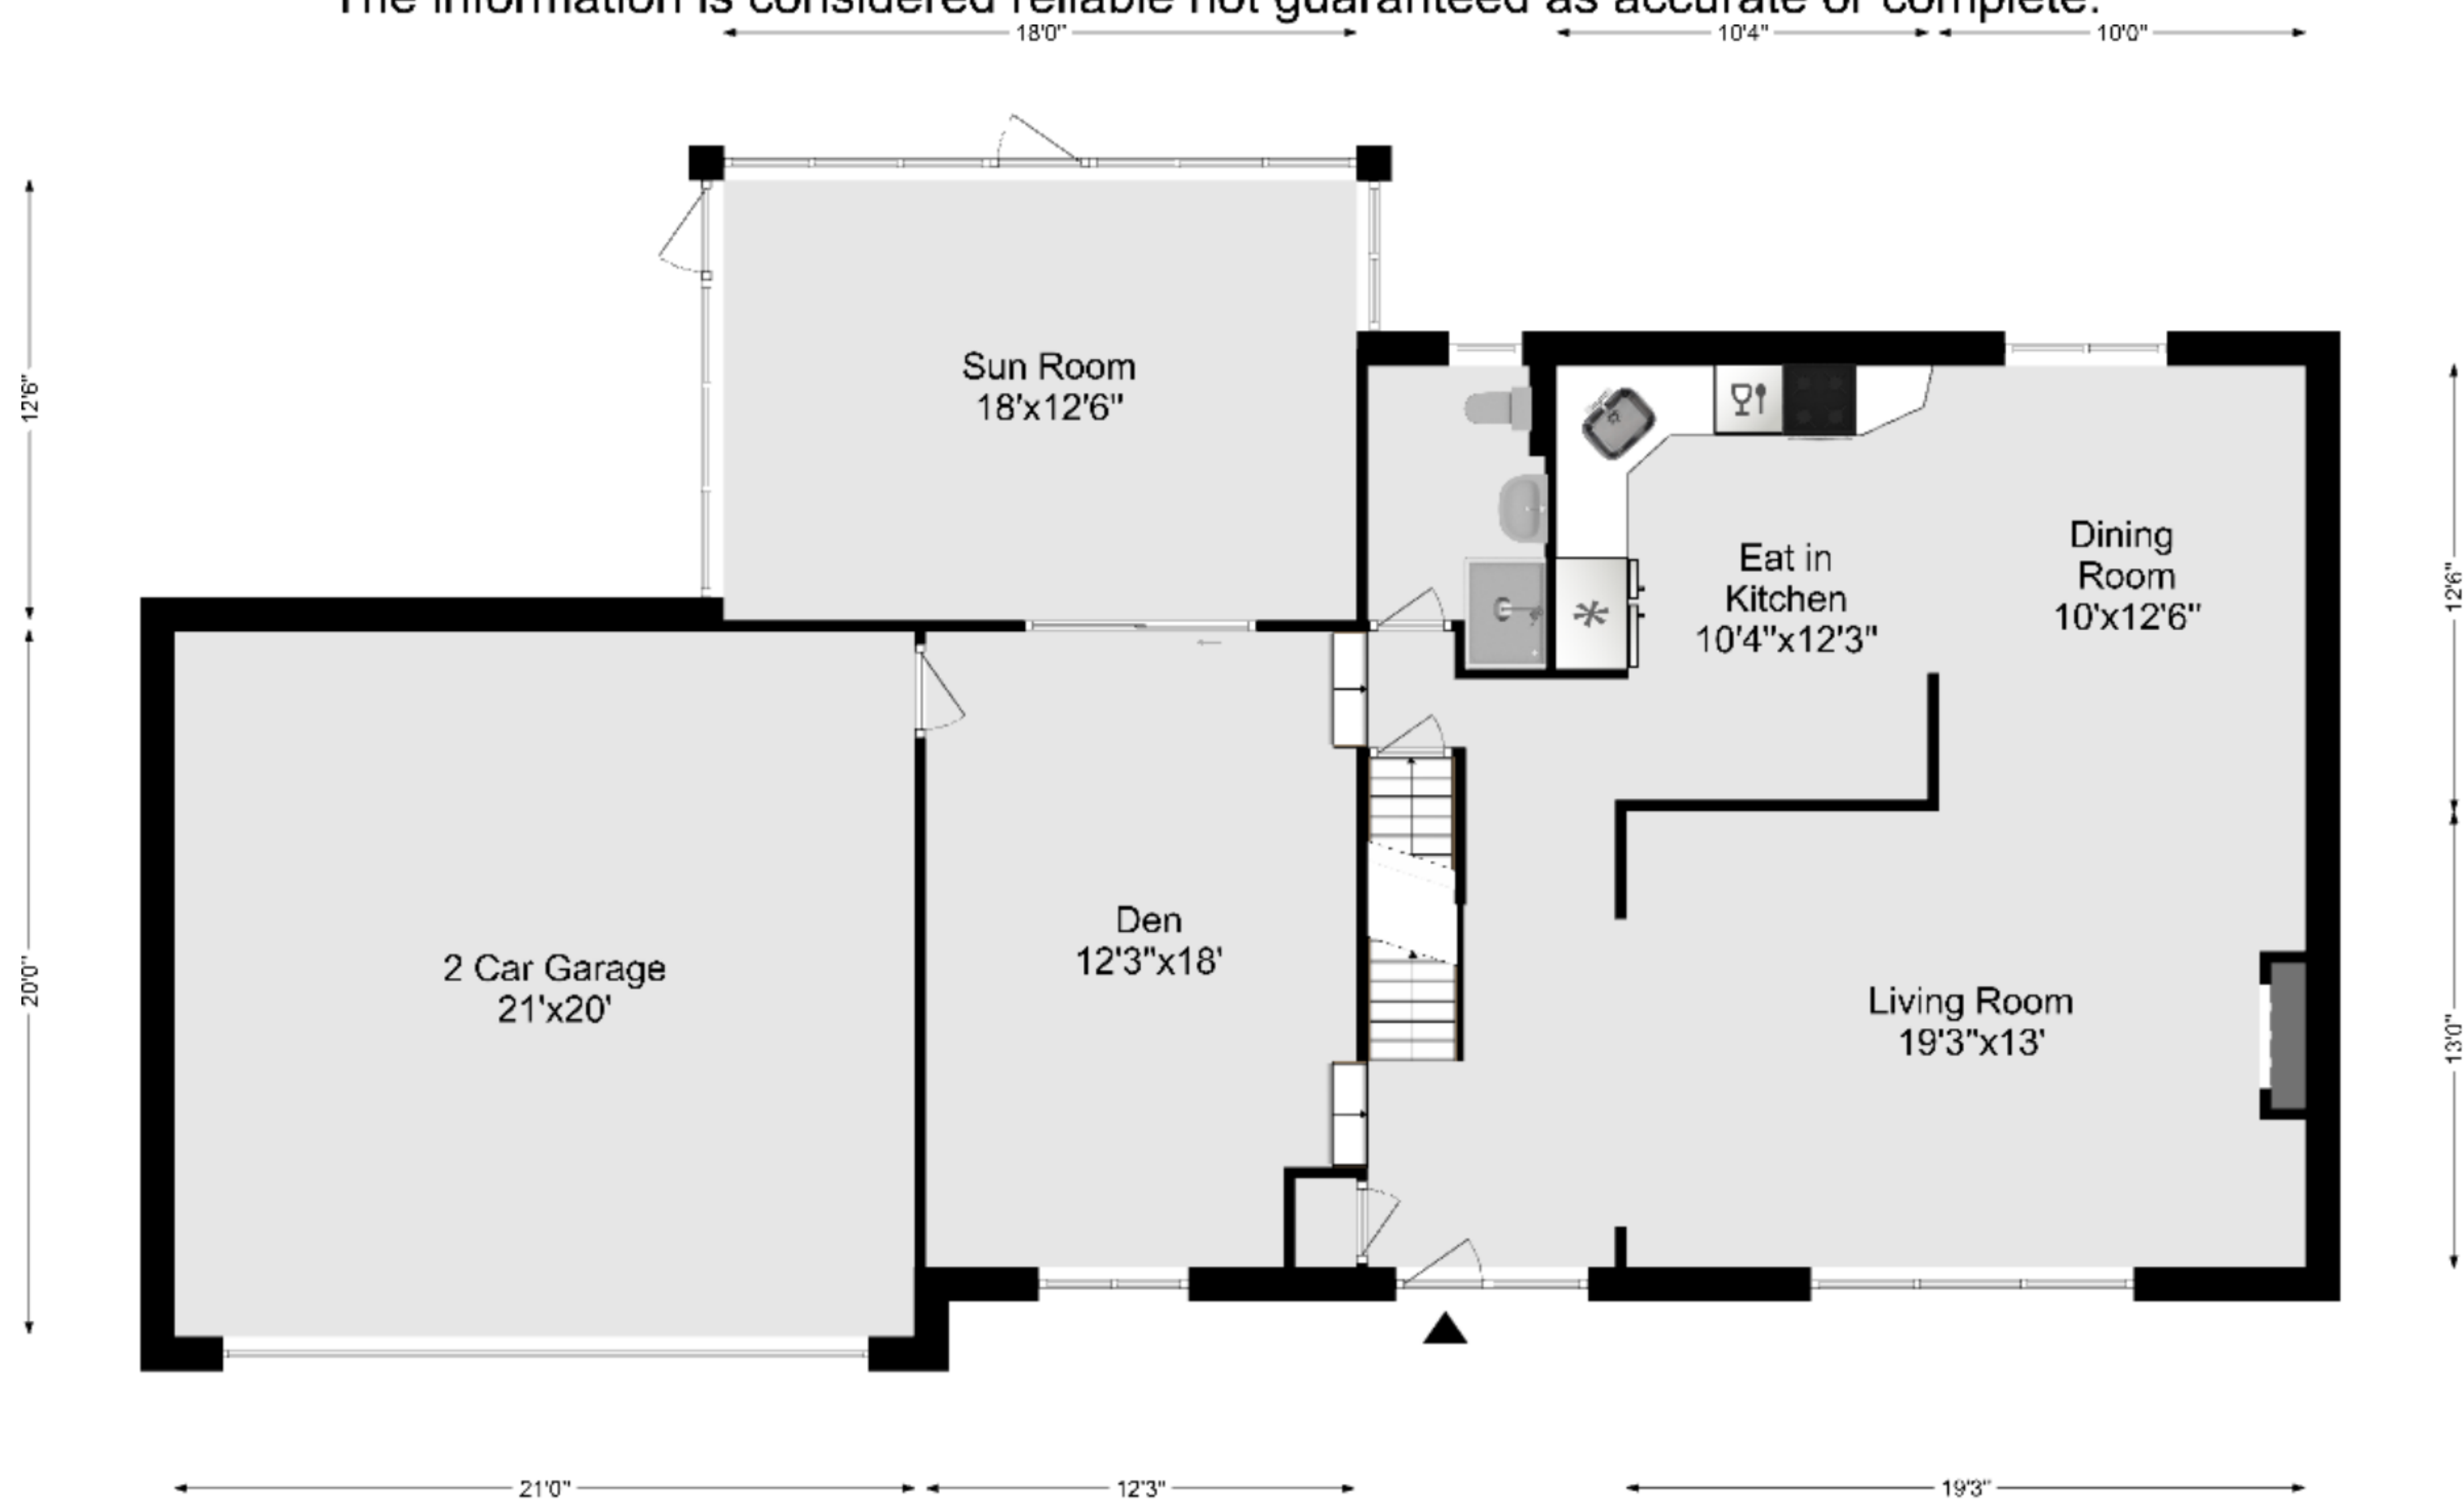 The information is considered reliable not guaranteed as accurate or complete.
18'0"
10'4"
10'0"
12'6"
Sun Room
18'x12'6"
Eat in
Kitchen
10'4"x12'3"
Dining
Room
10'x12'6"
12'6"
2 Car Garage
21'x20'
Den
12'3"x18'
Living Room
19'3"x13'
20'0"
13'0"
21'0"
12'3"
19'3"